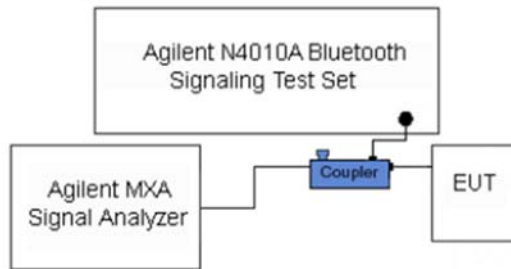 Agilent N4010A Bluetooth
Signaling Test Set
Coupler
Agilent MXA
Signal Analyzer
EUT